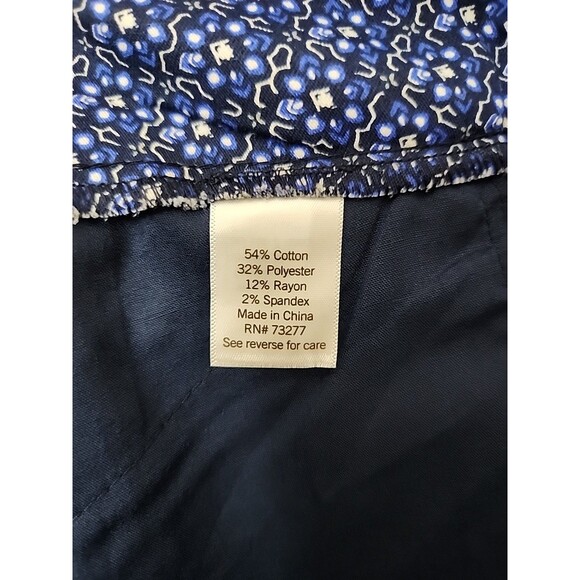 54% Cotton
32% Polyester
12% Rayon
2% Spandex
Made in China
RN# 73277
See reverse for care